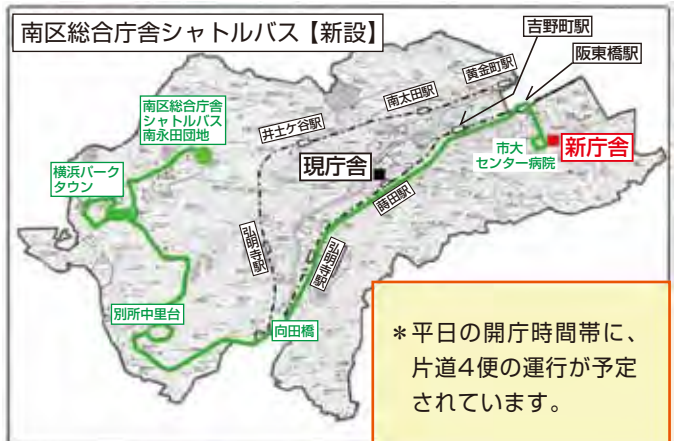 南区総合庁舎シャトルバス【新設】
吉野町駅
阪東橋駅
黄金町駅
南太田駅
井土ケ谷駅
南区総合庁舎
シャトルバス
南永田団地
横浜パーク
タウン
現庁舎
市大
センター病院
新庁舎
蒔田駅
弘明寺駅
弘明寺駅
別所中里台
向田橋
＊平日の開庁時間帯に、
片道4便の運行が予定
されています。